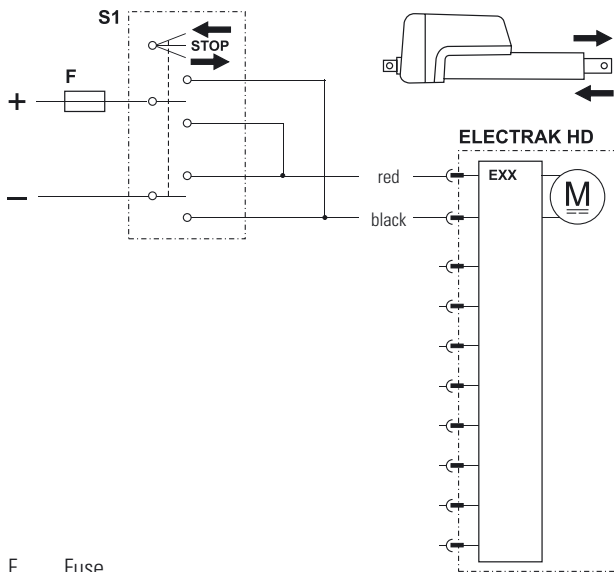 S1
STOP
F
+
ELECTRAK HD
red
EXX
M
–
black
F Fuse